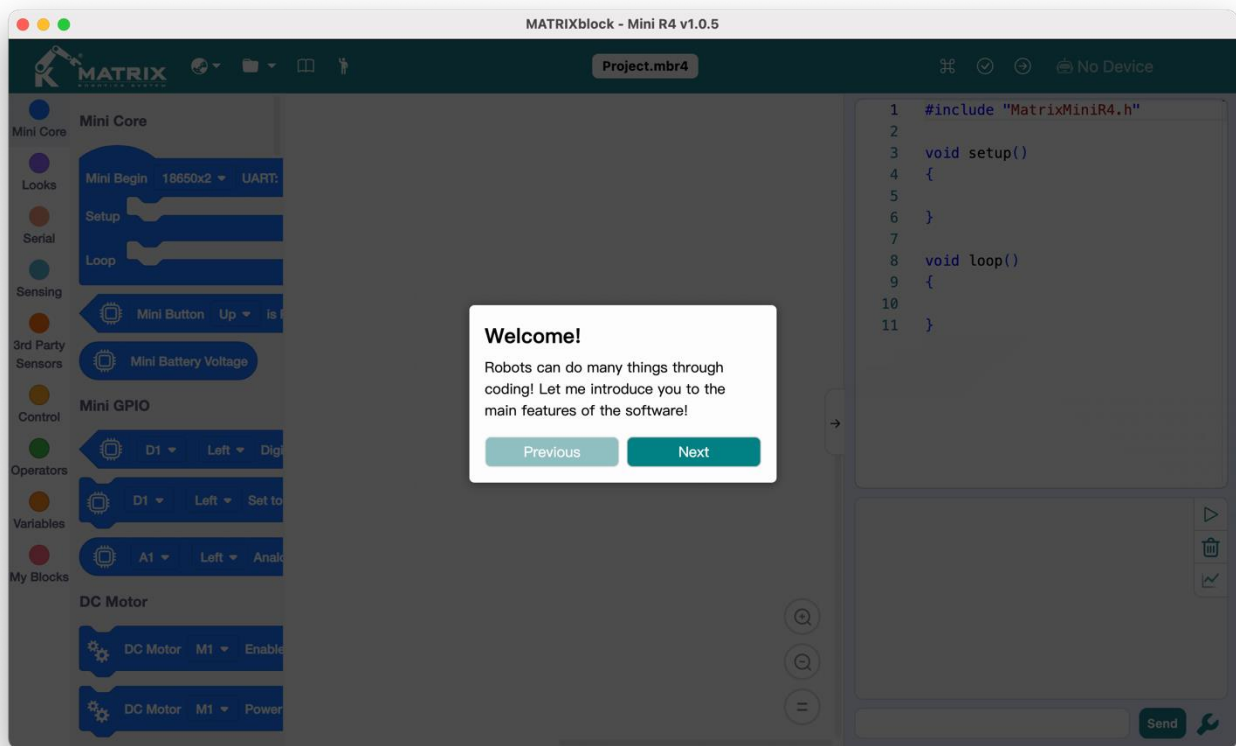 MATRIXblock - Mini R4 v1.0.5
MATRIX
Project.mbr4
No Device
Mini Core
Looks
Serial
Sensing
3rd Party
Sensors
Control
Operators
Variables
My Blocks
Mini Core
Mini Begin 18650x2 UART:
Setup
Loop
Mini Button Up is
Mini Battery Voltage
Mini GPIO
D1 Left Digi
D1 Left Set to
A1 Left Analo
DC Motor
DC Motor M1 Enable
DC Motor M1 Power
Welcome!
Robots can do many things through
coding! Let me introduce you to the
main features of the software!
Previous Next
1 #include "MatrixMiniR4.h"
2
3 void setup()
4 {
5
6 }
7
8 void loop()
9 {
10
11 }
Send